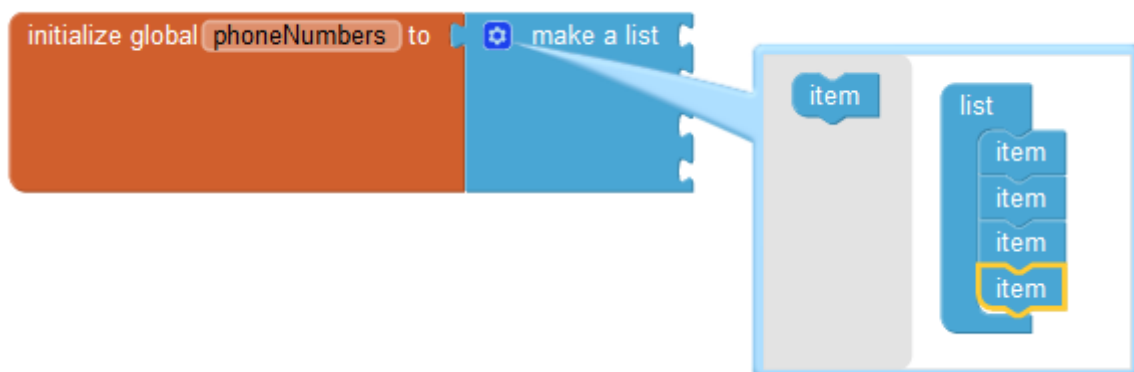 initialize global phoneNumbers to make a list
item
list
item
item
item
item